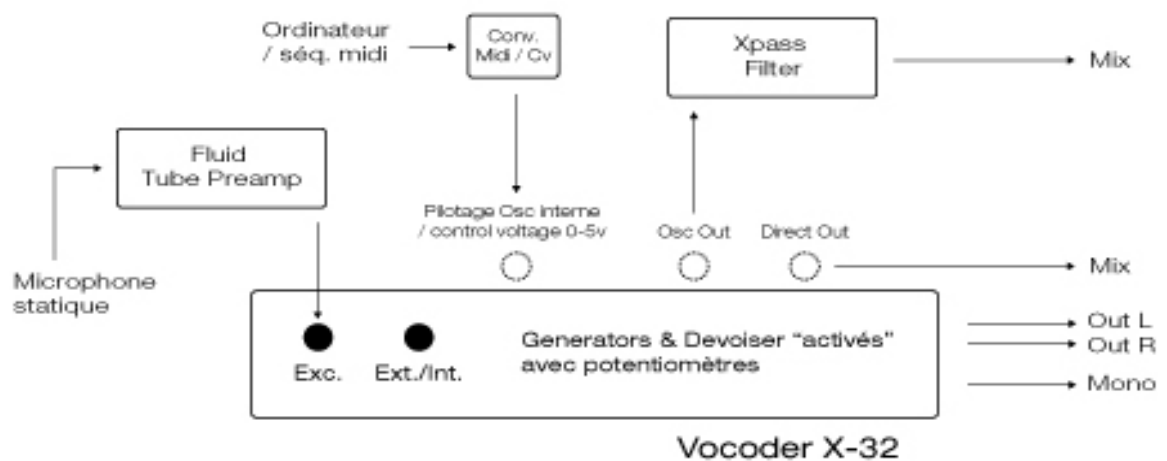 Ordinateur
/ séq. midi
Conv.
Midi / Cv
Xpass
Filter
Mix
Fluid
Tube Preamp
Pilotage Osc interne
/ control voltage 0-5v
Osc Out
Direct Out
Mix
Microphone
statique
Generators & Devoiser "activés"
avec potentiomètres
Exc.
Ext./Int.
Out L
Out R
Mono
Vocoder X-32